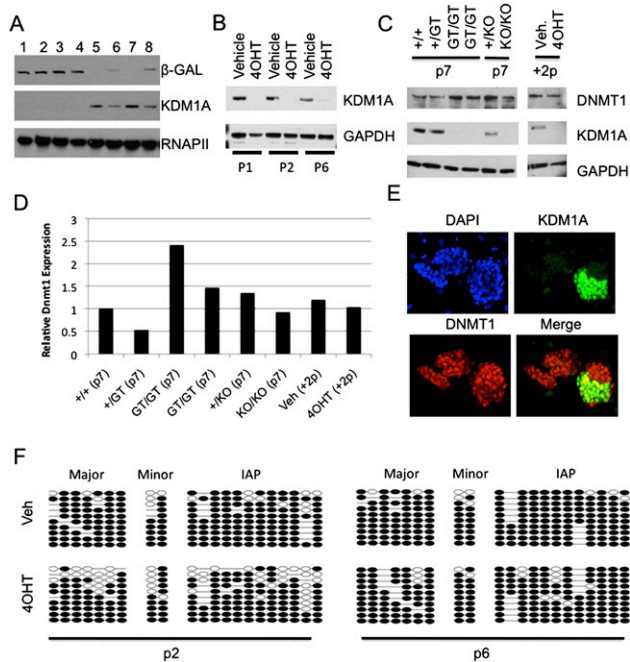 A
1 2 3 4 5 6 7 8
β-GAL
KDM1A
RNAPII
B
Vehicle 4OHT Vehicle 4OHT Vehicle 4OHT
KDM1A
GAPDH
P1 P2 P6
C
+/+ +/GT GT/GT GT/GT +/KO KO/KO Veh. 4OHT
p7 p7 +2p
DNMT1
KDM1A
GAPDH
D
Relative Dnmt1 Expression
3
2.5
2
1.5
1
0.5
0
+/+ (p7) +/GT (p7) GT/GT (p7) GT/GT (p7) +/KO (p7) KO/KO (p7) Veh (+2p) 4OHT (+2p)
E
DAPI KDM1A
DNMT1 Merge
F
Major Minor IAP Major Minor IAP
Veh
4OHT
p2 p6